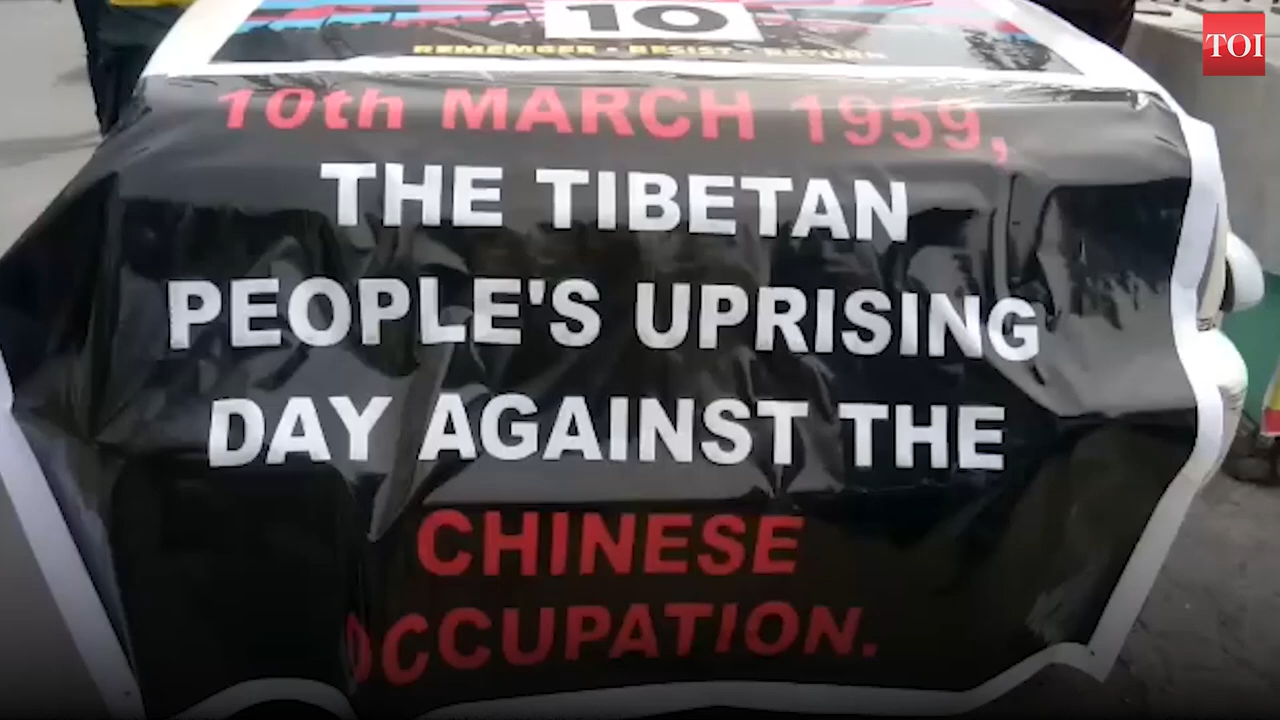 10
REMEMBER • RESIST • RETURN
TOI
10th MARCH 1959,
THE TIBETAN
PEOPLE'S UPRISING
DAY AGAINST THE
CHINESE
OCCUPATION.